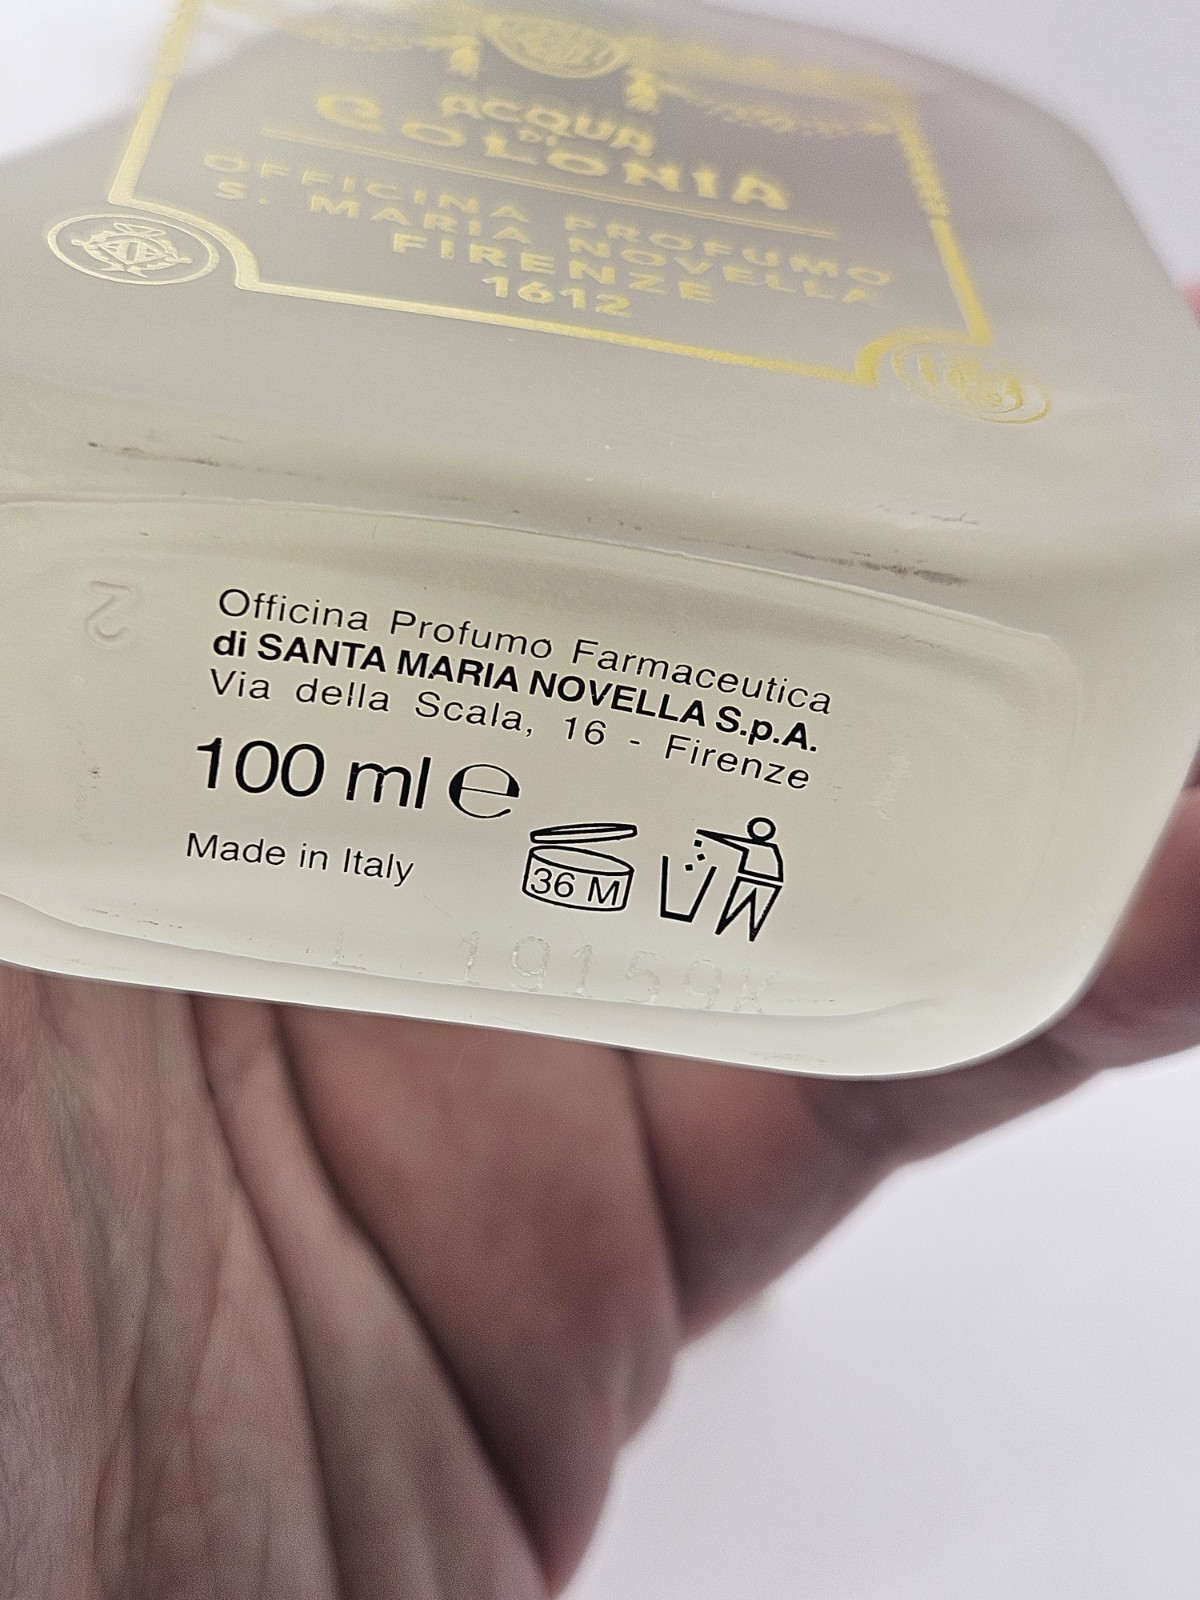 ACQUA
DI
COLONIA
OFFICINA PROFUMO
S. MARIA NOVELLA
FIRENZE
1612
2
Officina Profumo Farmaceutica
di SANTA MARIA NOVELLA S.p.A.
Via della Scala, 16 - Firenze
100 ml ℮
Made in Italy
36 M
L 19159K